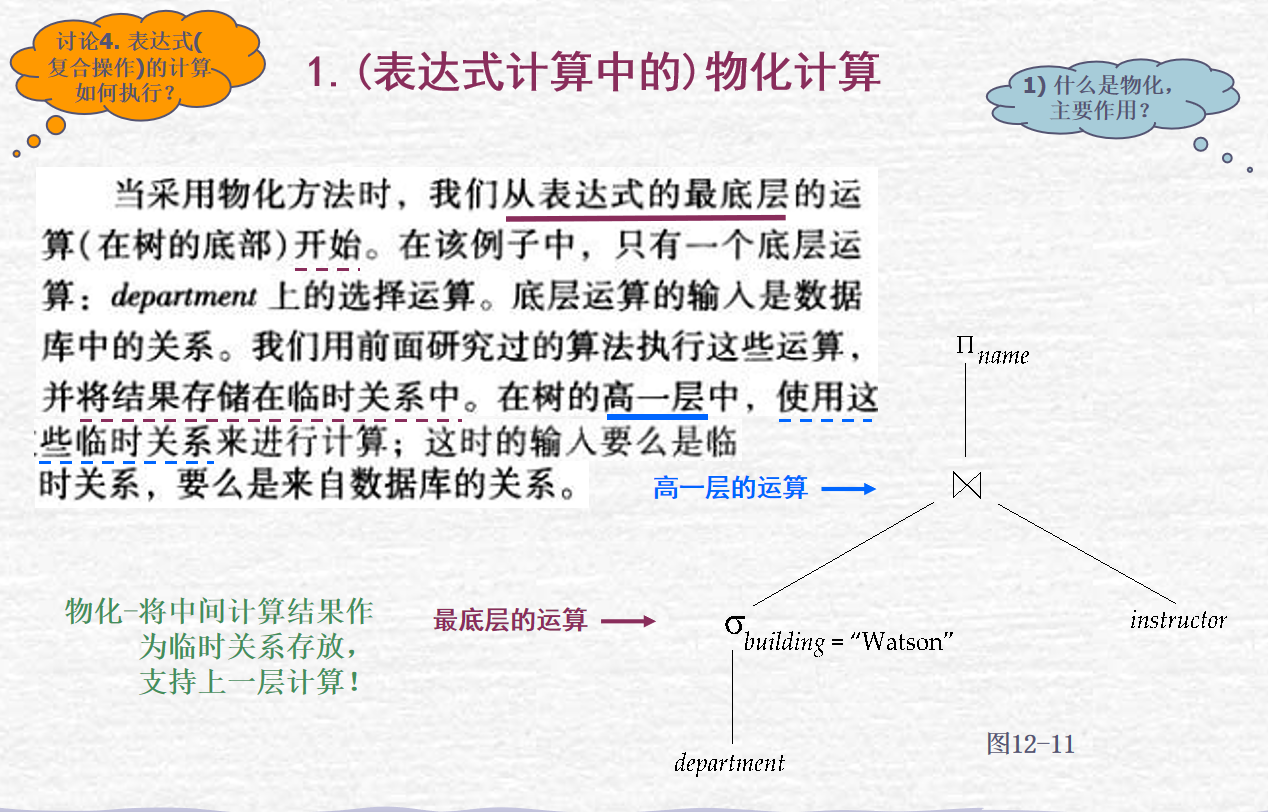 讨论4. 表达式(
复合操作)的计算
如何执行？
1.(表达式计算中的)物化计算
1) 什么是物化，
主要作用？
当采用物化方法时，我们从表达式的最底层的运
算(在树的底部)开始。在该例子中，只有一个底层运
算：department 上的选择运算。底层运算的输入是数据
库中的关系。我们用前面研究过的算法执行这些运算，
并将结果存储在临时关系中。在树的高一层中，使用这
些临时关系来进行计算；这时的输入要么是临
时关系，要么是来自数据库的关系。
Π name
高一层的运算
⋈
物化-将中间计算结果作
为临时关系存放，
支持上一层计算！
最底层的运算
σ building = “Watson”
instructor
department
图12-11